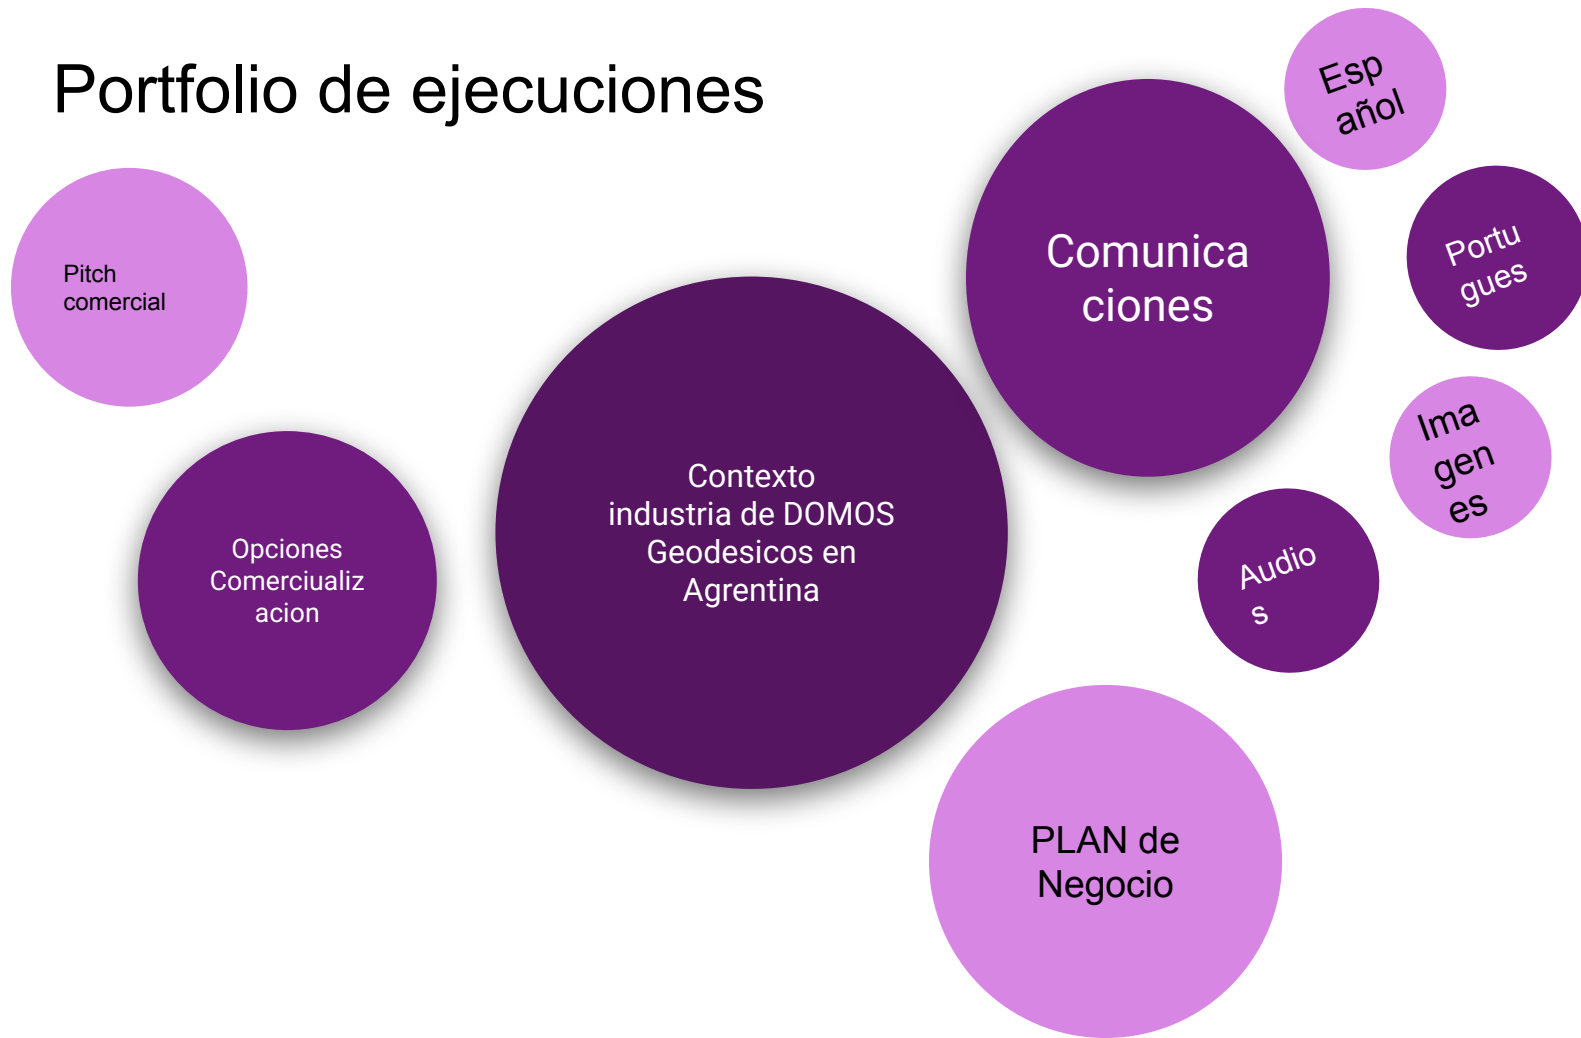 Portfolio de ejecuciones
Pitch
comercial
Opciones
Comerciualiz
acion
Contexto
industria de DOMOS
Geodesicos en
Agrentina
Comunica
ciones
Esp
añol
Portu
gues
Ima
gen
es
Audio
s
PLAN de
Negocio